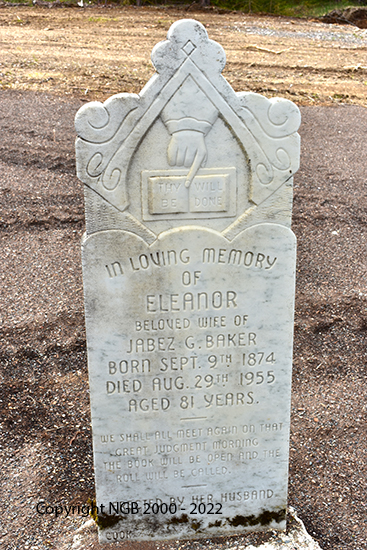 THY WILL
BE DONE
IN LOVING MEMORY
OF
ELEANOR
BELOVED WIFE OF
JABEZ G. BAKER
BORN SEPT. 9TH 1874
DIED AUG. 29TH 1955
AGED 81 YEARS.
WE SHALL ALL MEET AGAIN ON THAT
GREAT JUDGMENT MORNING
THE BOOK WILL BE OPEN AND THE
ROLL WILL BE CALLED.
BY HER HUSBAND
Copyright NGB 2000 - 2022
COOK